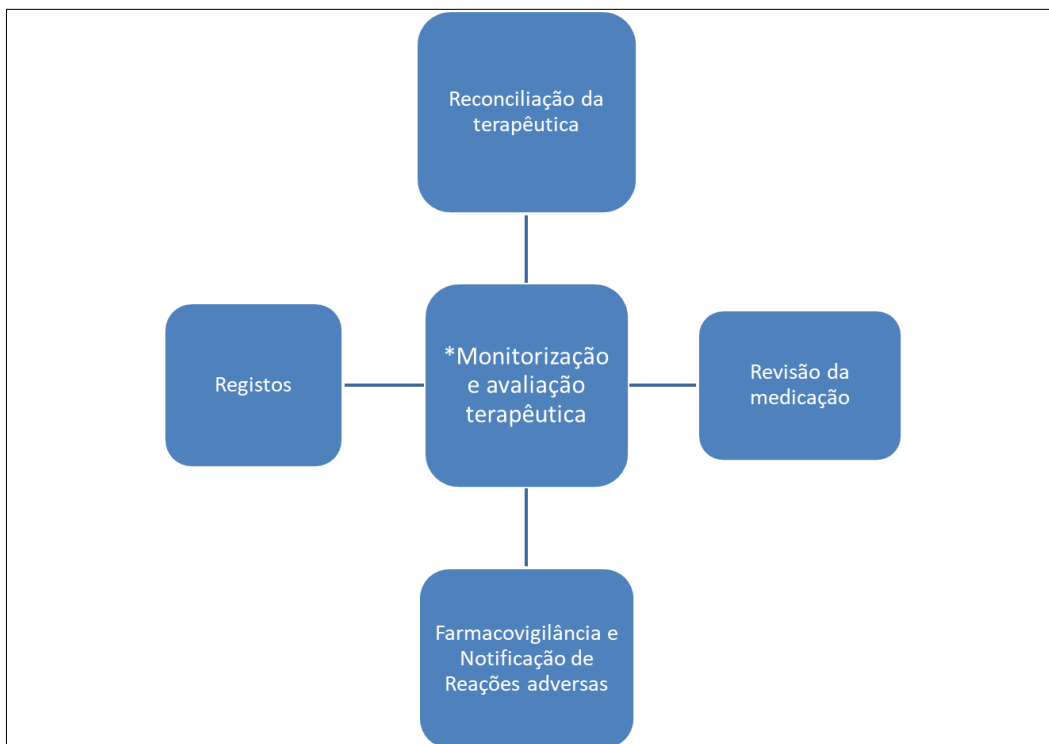 Reconciliação da
terapêutica
Registos
*Monitorização
e avaliação
terapêutica
Revisão da
medicação
Farmacovigilância e
Notificação de
Reações adversas